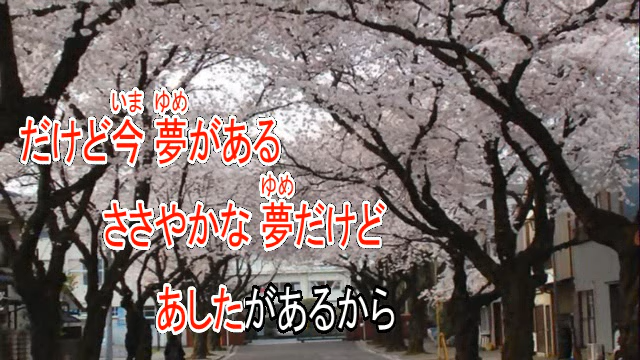 いま ゆめ
だけど今 夢がある
ゆめ
ささやかな 夢だけど
あしたがあるから